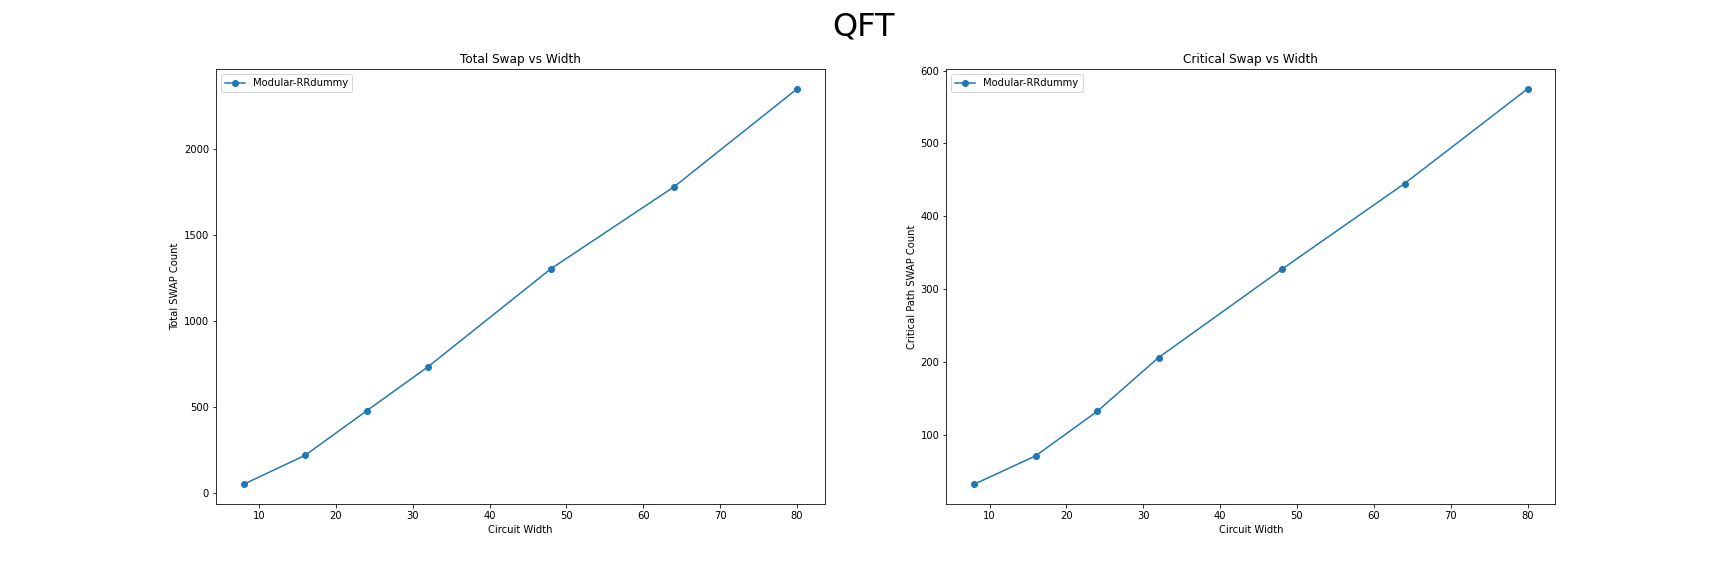 QFT
Total Swap vs Width
Modular-RRdummy
Total SWAP Count
2000
1500
1000
500
0
10 20 30 40 50 60 70 80
Circuit Width
Critical Swap vs Width
Modular-RRdummy
Critical Path SWAP Count
600
500
400
300
200
100
10 20 30 40 50 60 70 80
Circuit Width